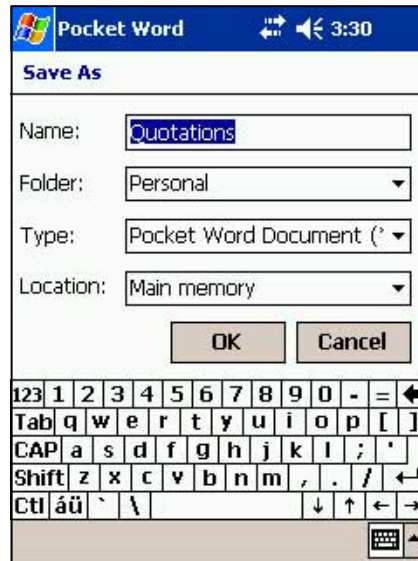 Pocket Word 3:30
Save As
Name: Quotations
Folder: Personal
Type: Pocket Word Document (*
Location: Main memory
OK Cancel
123 1 2 3 4 5 6 7 8 9 0 - = ←
Tab q w e r t y u i o p [ ]
CAP a s d f g h j k l ; '
Shift z x c v b n m , . / ↵
Ctl áü ` \ ↓ ↑ ← →